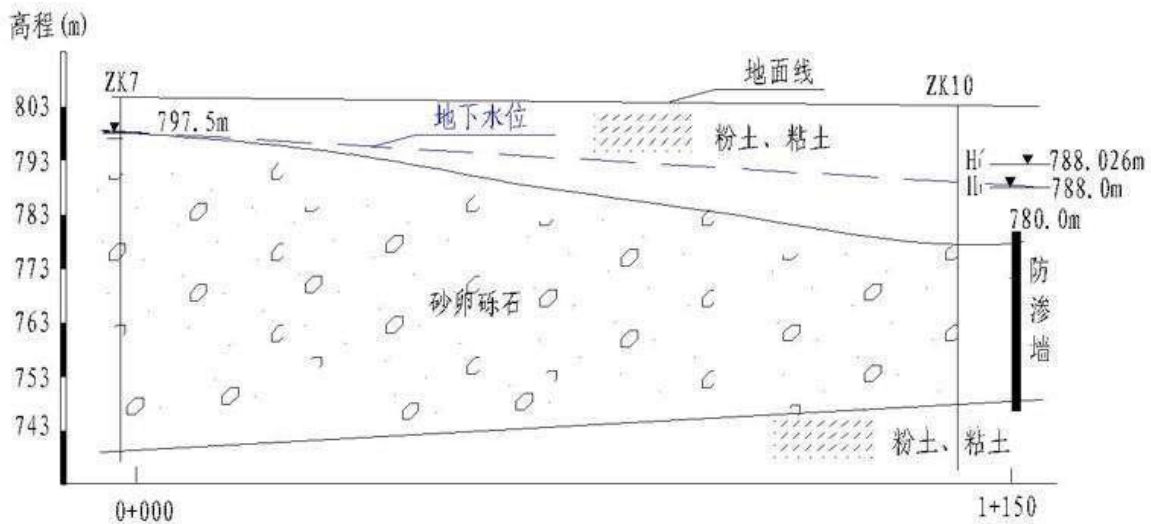 高程(m)
ZK7
地面线
ZK10
803
797.5m
地下水位
粉土、粘土
793
788.026m
788.0m
783
780.0m
773
防渗墙
砂卵砾石
763
753
743
粉土、粘土
0+000
1+150